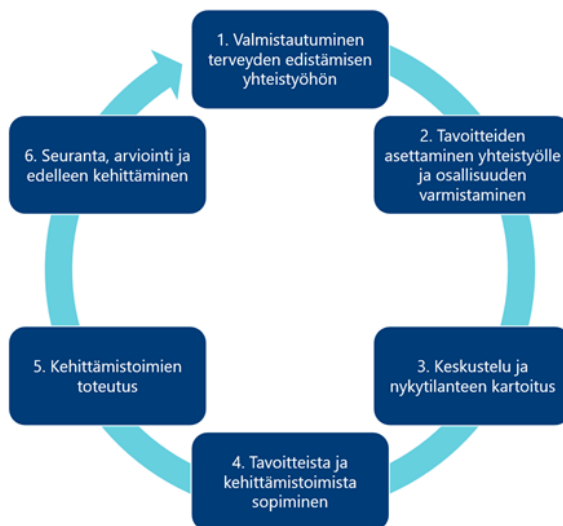 1. Valmistautuminen
terveyden edistämisen
yhteistyöhön
2. Tavoitteiden
asettaminen yhteistyölle
ja osallisuuden
varmistaminen
3. Keskustelu ja
nykytilanteen kartoitus
4. Tavoitteista ja
kehittämistoimista
sopiminen
5. Kehittämistoimien
toteutus
6. Seuranta, arviointi ja
edelleen kehittäminen